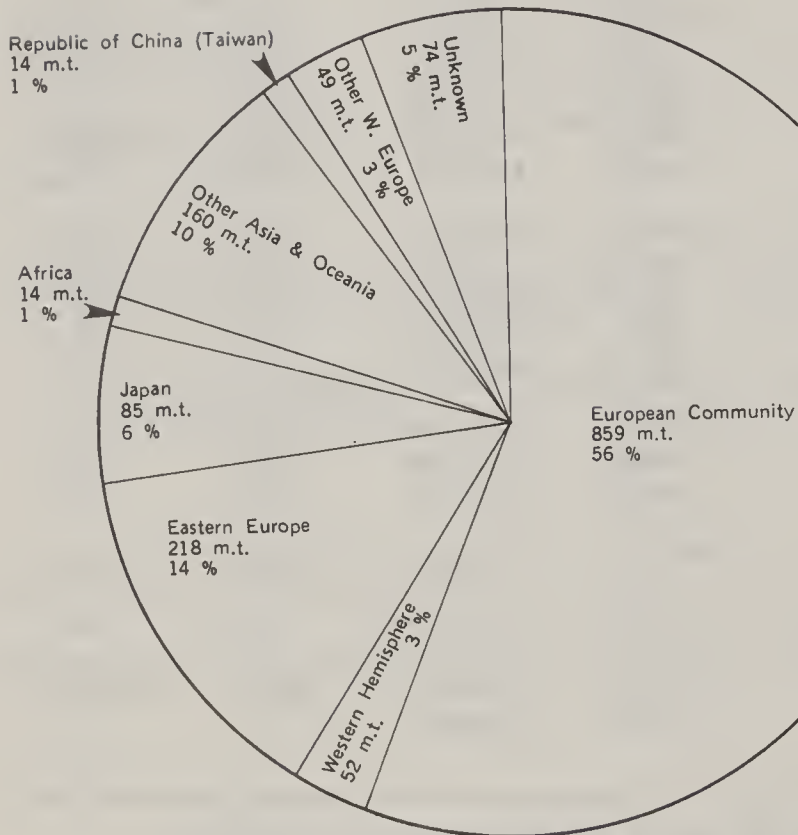 Republic of China (Taiwan)
14 m.t.
1 %
Other W. Europe
49 m.t.
3 %
Unknown
74 m.t.
5 %
Other Asia & Oceania
160 m.t.
10 %
Africa
14 m.t.
1 %
Japan
85 m.t.
6 %
European Community
859 m.t.
56 %
Eastern Europe
218 m.t.
14 %
Western Hemisphere
52 m.t.
3 %